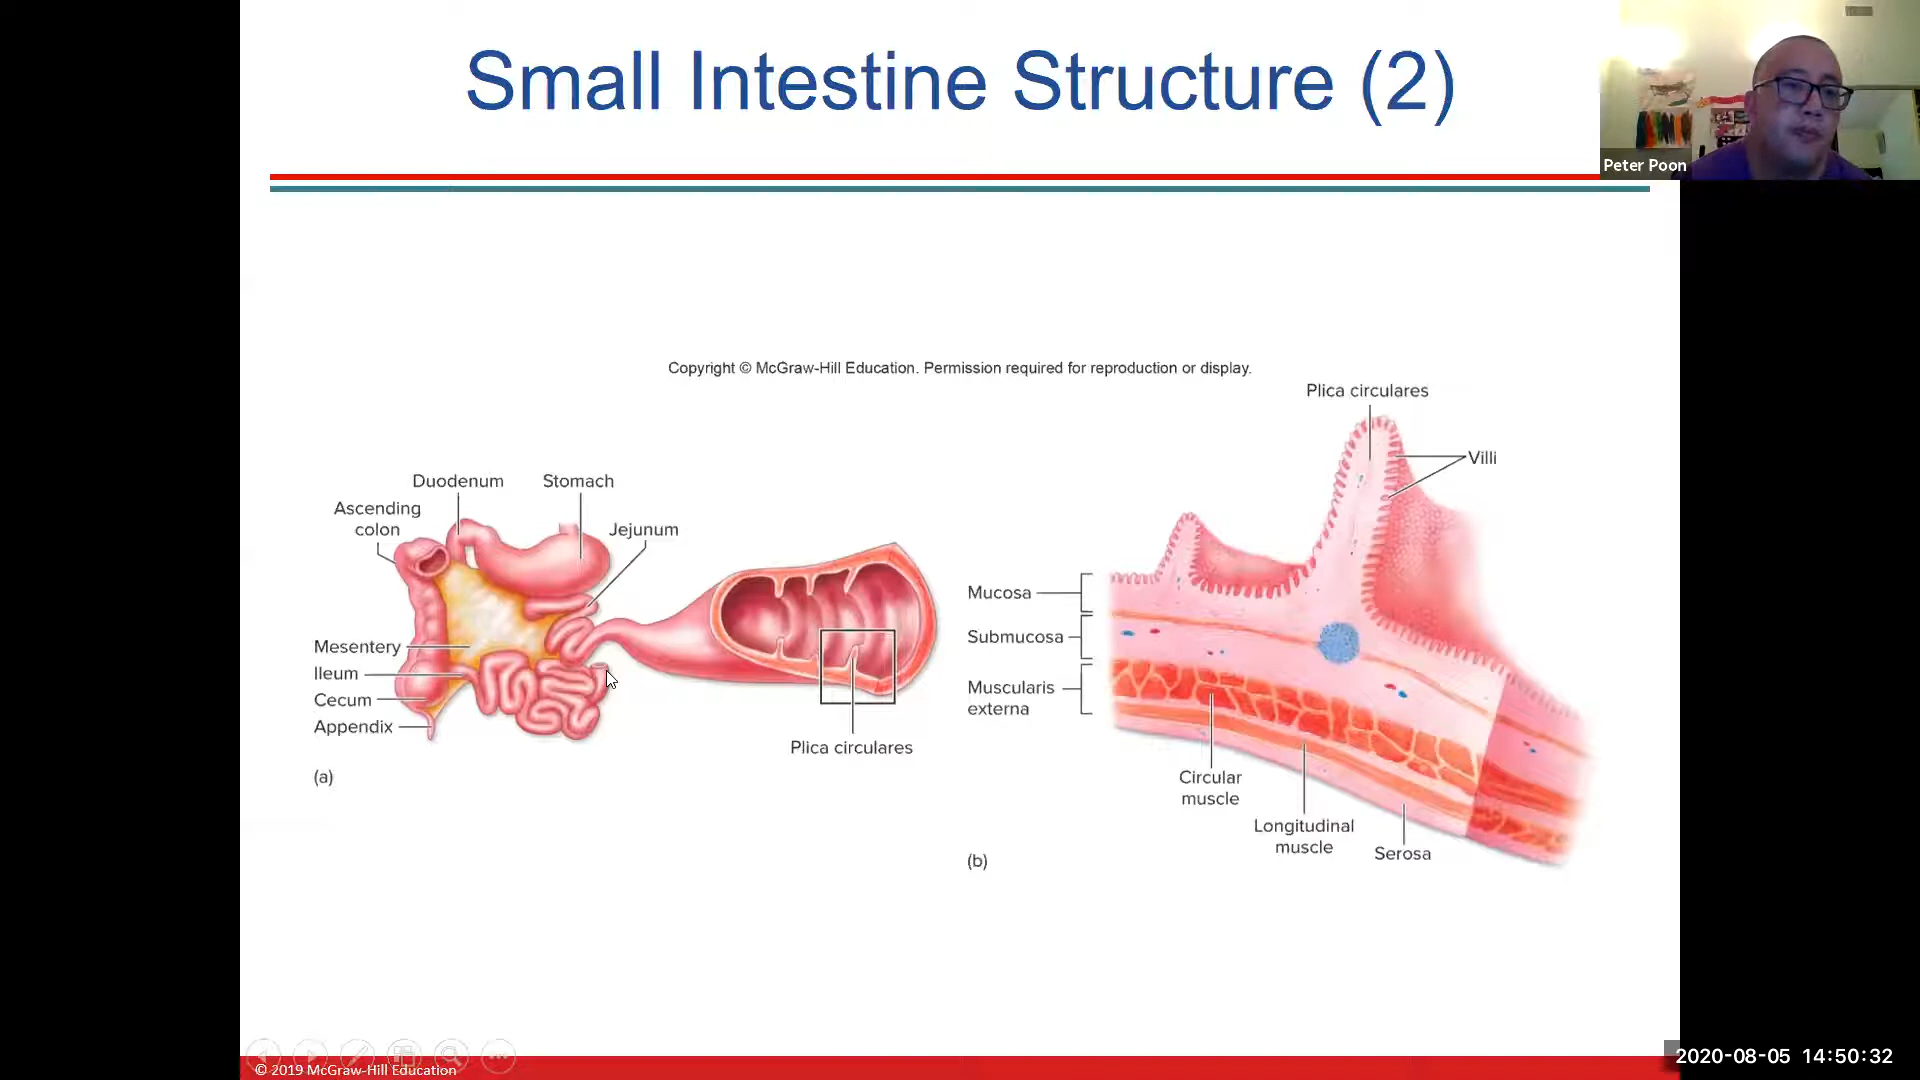 Small Intestine Structure (2)
Peter Poon
Copyright © McGraw-Hill Education. Permission required for reproduction or display.
Duodenum
Stomach
Ascending
colon
Jejunum
Mesentery
Ileum
Cecum
Appendix
Plica circulares
(a)
Plica circulares
Villi
Mucosa
Submucosa
Muscularis
externa
Circular
muscle
Longitudinal
muscle
Serosa
(b)
© 2019 McGraw-Hill Education
2020-08-05 14:50:32